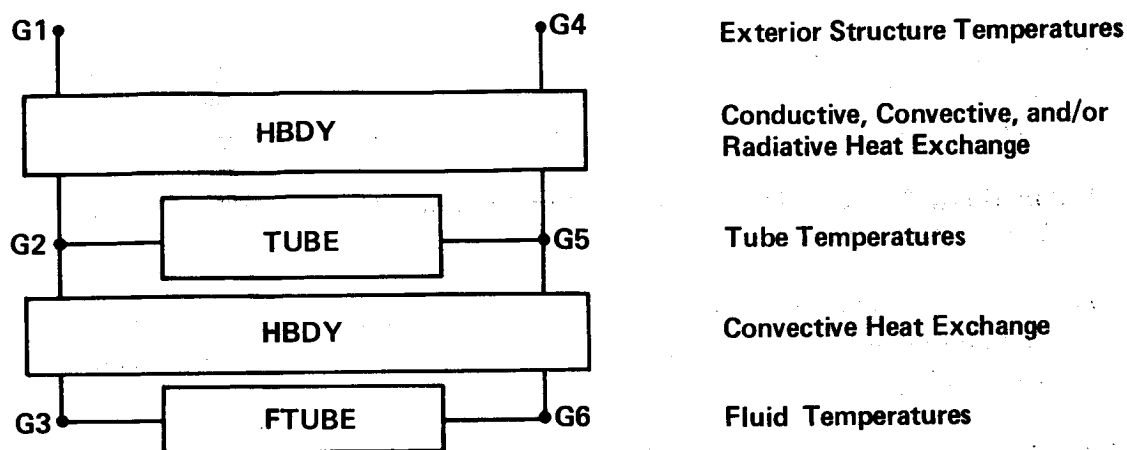 G1
G4
Exterior Structure Temperatures
HBDY
Conductive, Convective, and/or
Radiative Heat Exchange
G2
TUBE
G5
Tube Temperatures
HBDY
Convective Heat Exchange
G3
FTUBE
G6
Fluid Temperatures